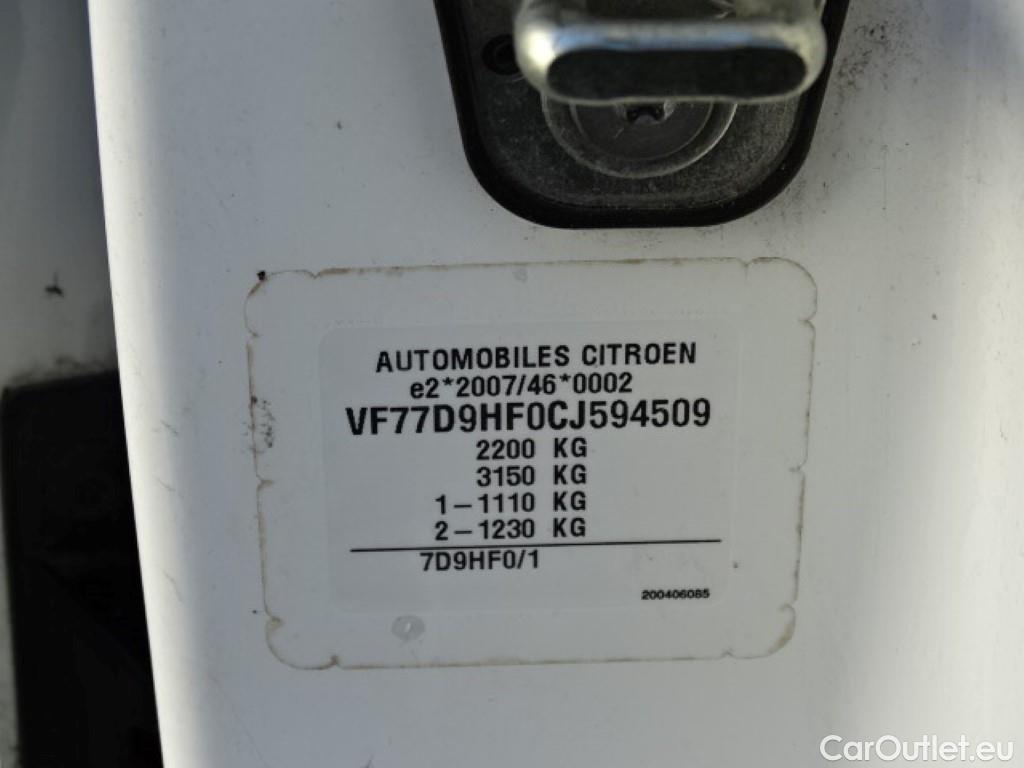 AUTOMOBILES CITROEN
e2*2007/46*0002
VF77D9HF0CJ594509
2200 KG
3150 KG
1-1110 KG
2-1230 KG
7D9HF0/1
200406085
CarOutlet.eu